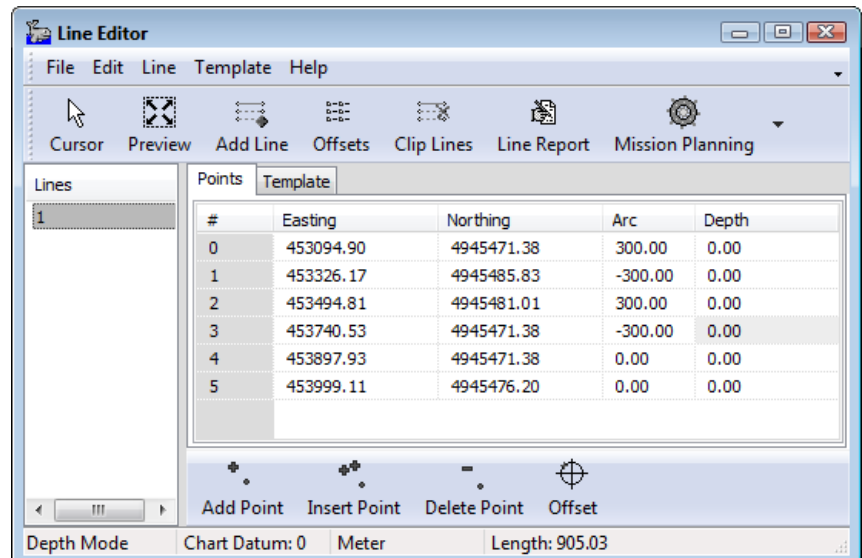 Line Editor
File Edit Line Template Help
Cursor Preview Add Line Offsets Clip Lines Line Report Mission Planning
Lines
1
Points Template
# Easting Northing Arc Depth
0 453094.90 4945471.38 300.00 0.00
1 453326.17 4945485.83 -300.00 0.00
2 453494.81 4945481.01 300.00 0.00
3 453740.53 4945471.38 -300.00 0.00
4 453897.93 4945471.38 0.00 0.00
5 453999.11 4945476.20 0.00 0.00
Add Point Insert Point Delete Point Offset
Depth Mode Chart Datum: 0 Meter Length: 905.03